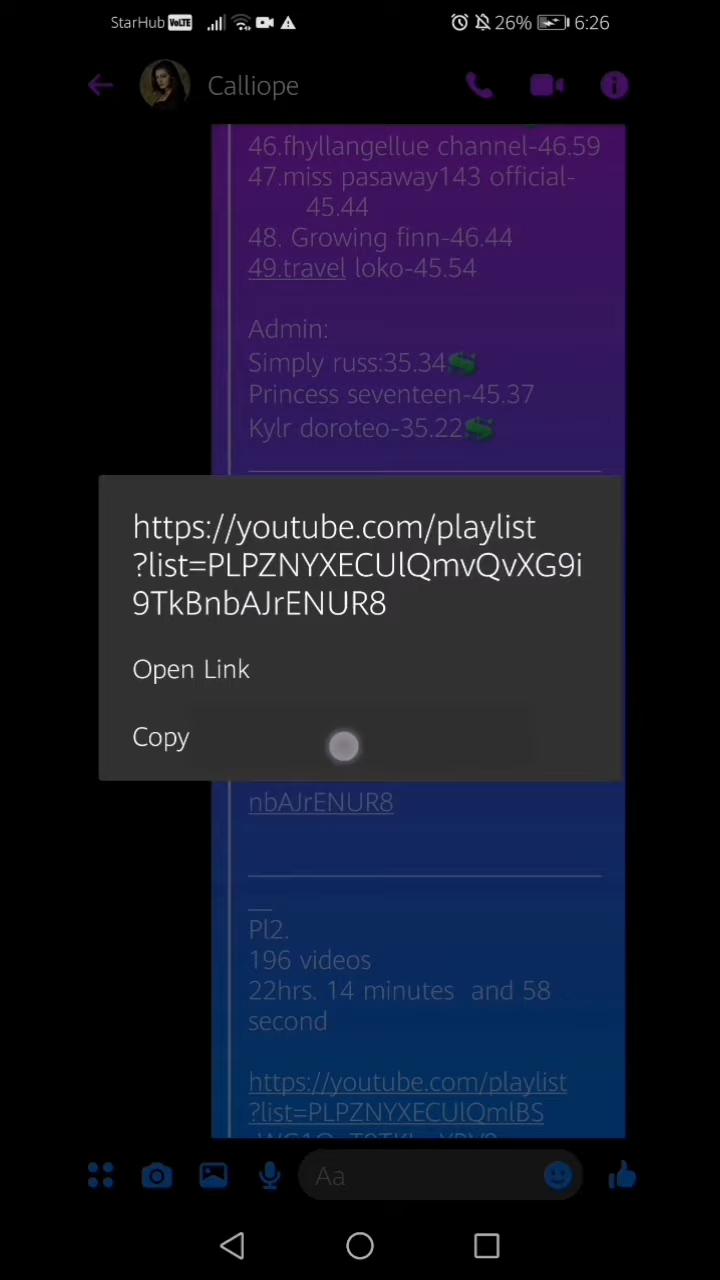 StarHub VoLTE 26% 6:26
Calliope
46.fhyllangellue channel-46.59
47.miss pasaway143 official-
45.44
48. Growing finn-46.44
49.travel loko-45.54
Admin:
Simply russ:35.34
Princess seventeen-45.37
Kylr doroteo-35.22
https://youtube.com/playlist
?list=PLPZNYXECUlQmvQvXG9i
9TkBnbAJrENUR8
Open Link
Copy
nbAJrENUR8
Pl2.
196 videos
22hrs. 14 minutes and 58
second
https://youtube.com/playlist
?list=PLPZNYXECUlQmlBS
Aa